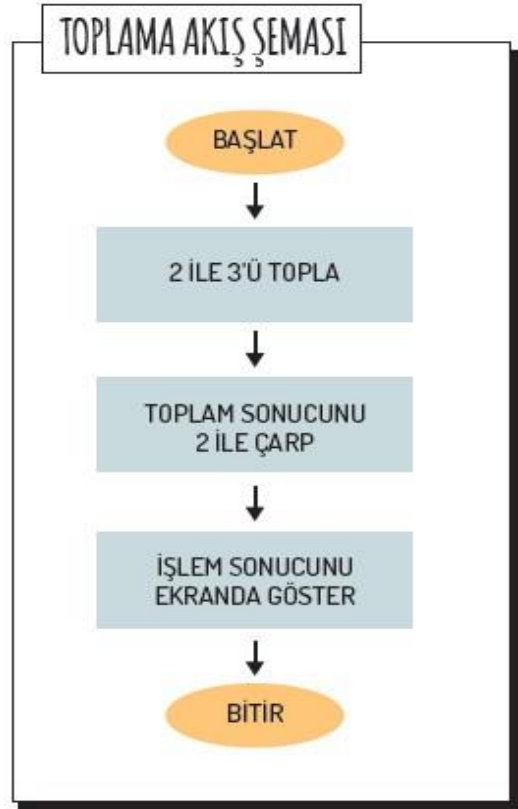 TOPLAMA AKIŞ ŞEMASI
BAŞLAT
2 İLE 3'Ü TOPLA
TOPLAM SONUCUNU
2 İLE ÇARP
İŞLEM SONUCUNU
EKRANDA GÖSTER
BİTİR